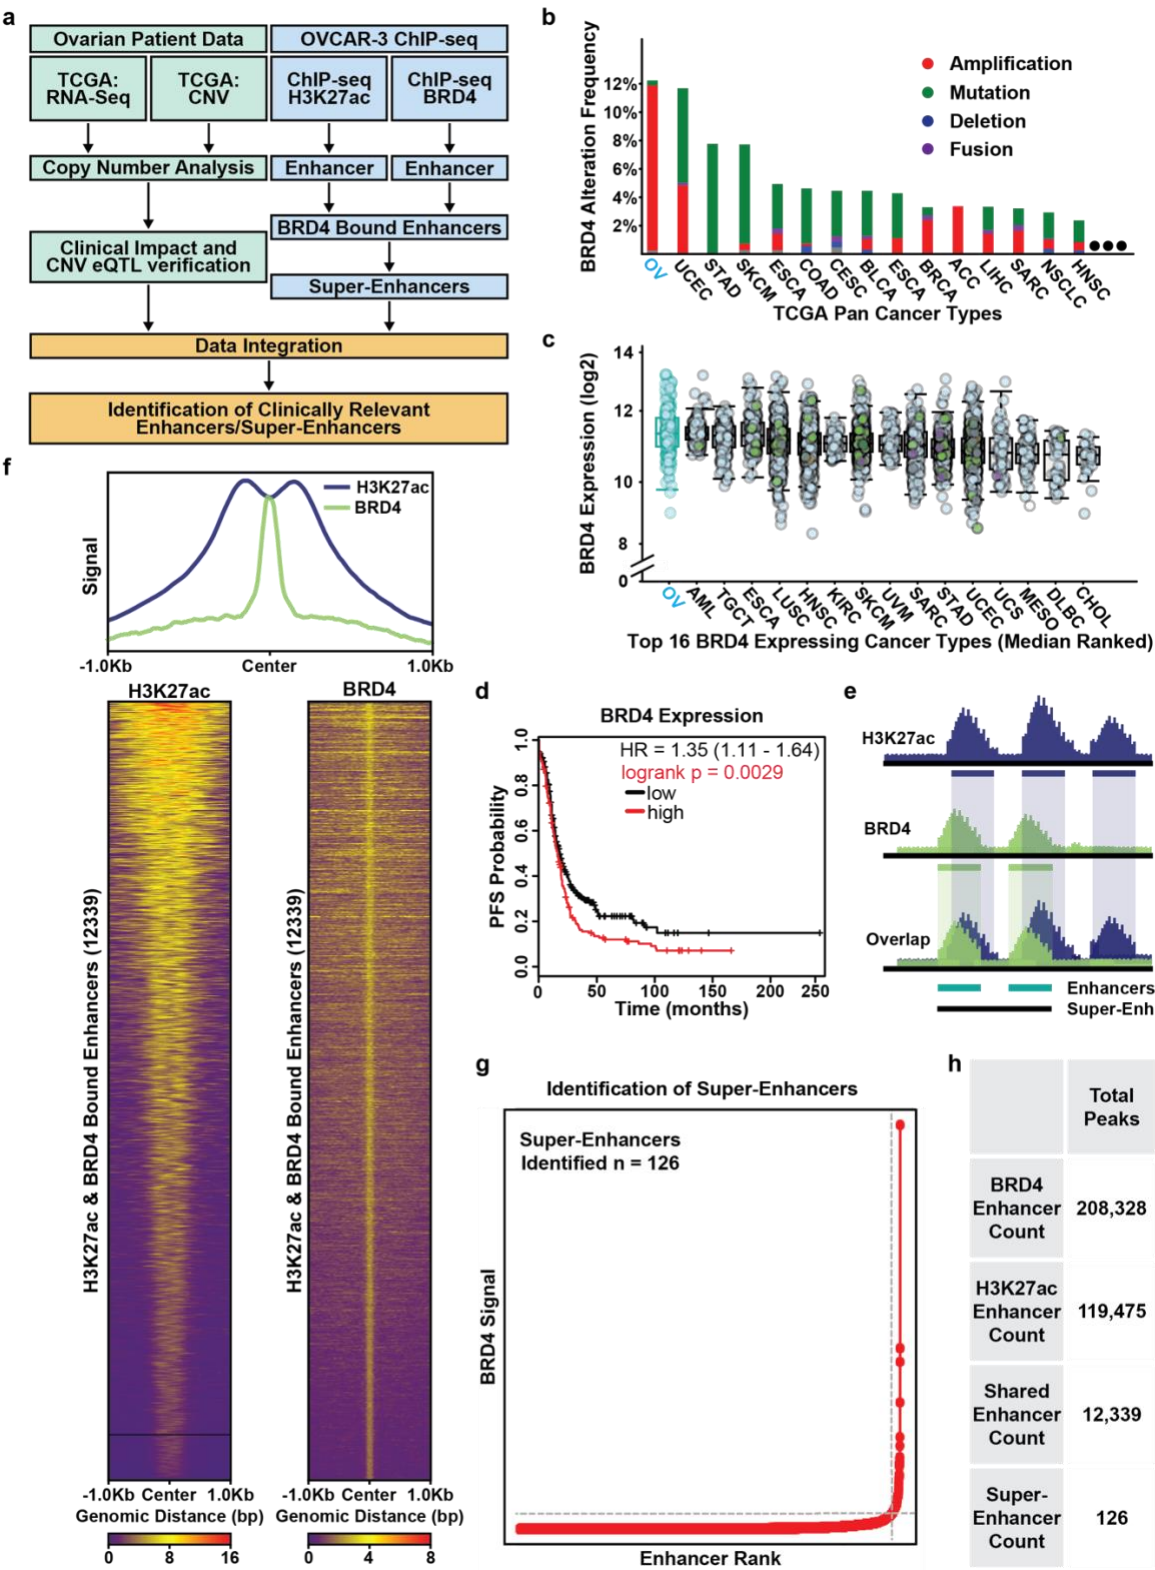 a
Ovarian Patient Data
OVCAR-3 ChIP-seq
TCGA:
RNA-Seq
TCGA:
CNV
ChIP-seq
H3K27ac
ChIP-seq
BRD4
Copy Number Analysis
Enhancer
Enhancer
BRD4 Bound Enhancers
Clinical Impact and
CNV eQTL verification
Super-Enhancers
Data Integration
Identification of Clinically Relevant
Enhancers/Super-Enhancers
b
BRD4 Alteration Frequency
12%
10%
8%
6%
4%
2%
Amplification
Mutation
Deletion
Fusion
OV
UCEC
STAD
SKCM
ESCA
COAD
CESC
BLCA
ESCA
BRCA
ACC
LIHC
SARC
NSCLC
HNSC
TCGA Pan Cancer Types
c
BRD4 Expression (log2)
14
12
10
8
0
OV
AML
TGCT
ESCA
LUSC
HNSC
KIRC
SKCM
UVM
SARC
STAD
UCEC
UCS
MESO
DLBC
CHOL
Top 16 BRD4 Expressing Cancer Types (Median Ranked)
f
Signal
H3K27ac
BRD4
-1.0Kb
Center
1.0Kb
H3K27ac
BRD4
H3K27ac & BRD4 Bound Enhancers (12339)
H3K27ac & BRD4 Bound Enhancers (12339)
-1.0Kb Center 1.0Kb
Genomic Distance (bp)
0 8 16
-1.0Kb Center 1.0Kb
Genomic Distance (bp)
0 4 8
d
BRD4 Expression
HR = 1.35 (1.11 - 1.64)
logrank p = 0.0029
low
high
PFS Probability
1.0
0.8
0.6
0.4
0.2
0.0
0 50 100 150 200 250
Time (months)
e
H3K27ac
BRD4
Overlap
Enhancers
Super-Enh
g
Identification of Super-Enhancers
Super-Enhancers
Identified n = 126
BRD4 Signal
Enhancer Rank
h
Total
Peaks
BRD4
Enhancer
Count
208,328
H3K27ac
Enhancer
Count
119,475
Shared
Enhancer
Count
12,339
Super-
Enhancer
Count
126